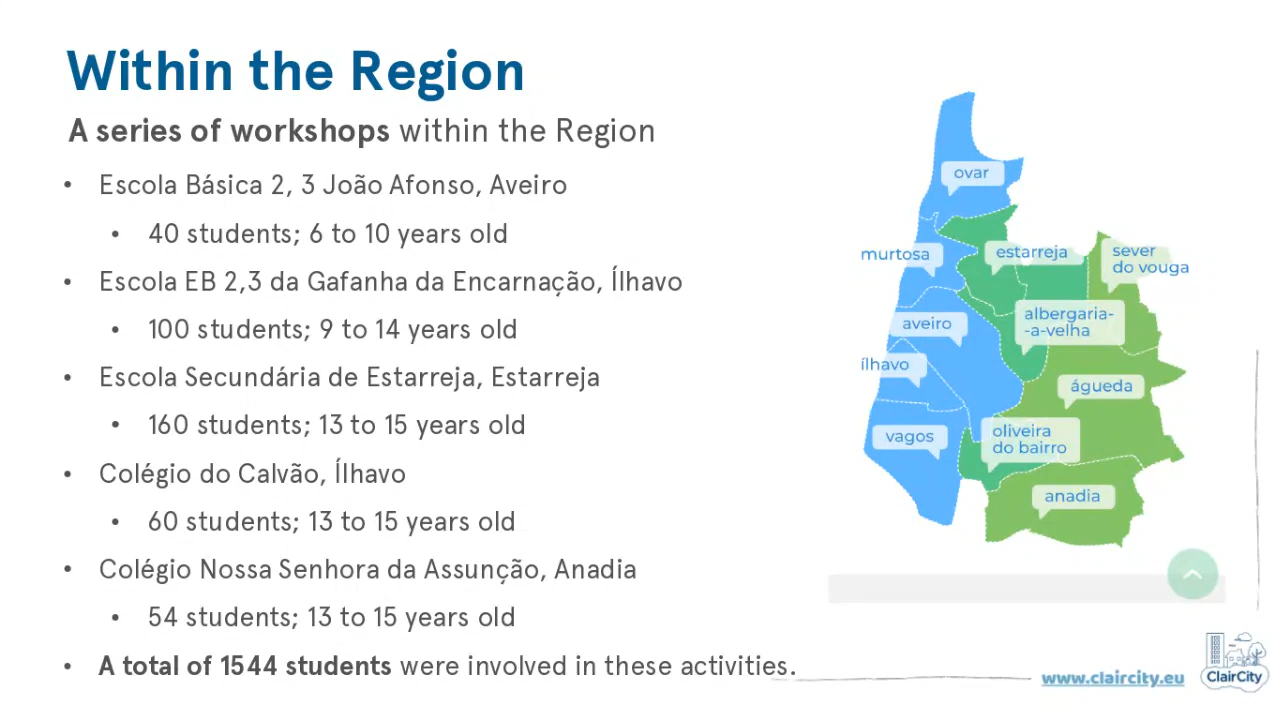 Within the Region
A series of workshops within the Region
• Escola Básica 2, 3 João Afonso, Aveiro
• 40 students; 6 to 10 years old
• Escola EB 2,3 da Gafanha da Encarnação, Ílhavo
• 100 students; 9 to 14 years old
• Escola Secundária de Estarreja, Estarreja
• 160 students; 13 to 15 years old
• Colégio do Calvão, Ílhavo
• 60 students; 13 to 15 years old
• Colégio Nossa Senhora da Assunção, Anadia
• 54 students; 13 to 15 years old
• A total of 1544 students were involved in these activities.
ovar
murtosa
estarreja
sever
do vouga
aveiro
albergaria-
-a-velha
ílhavo
águeda
vagos
oliveira
do bairro
anadia
www.claircity.eu
ClairCity